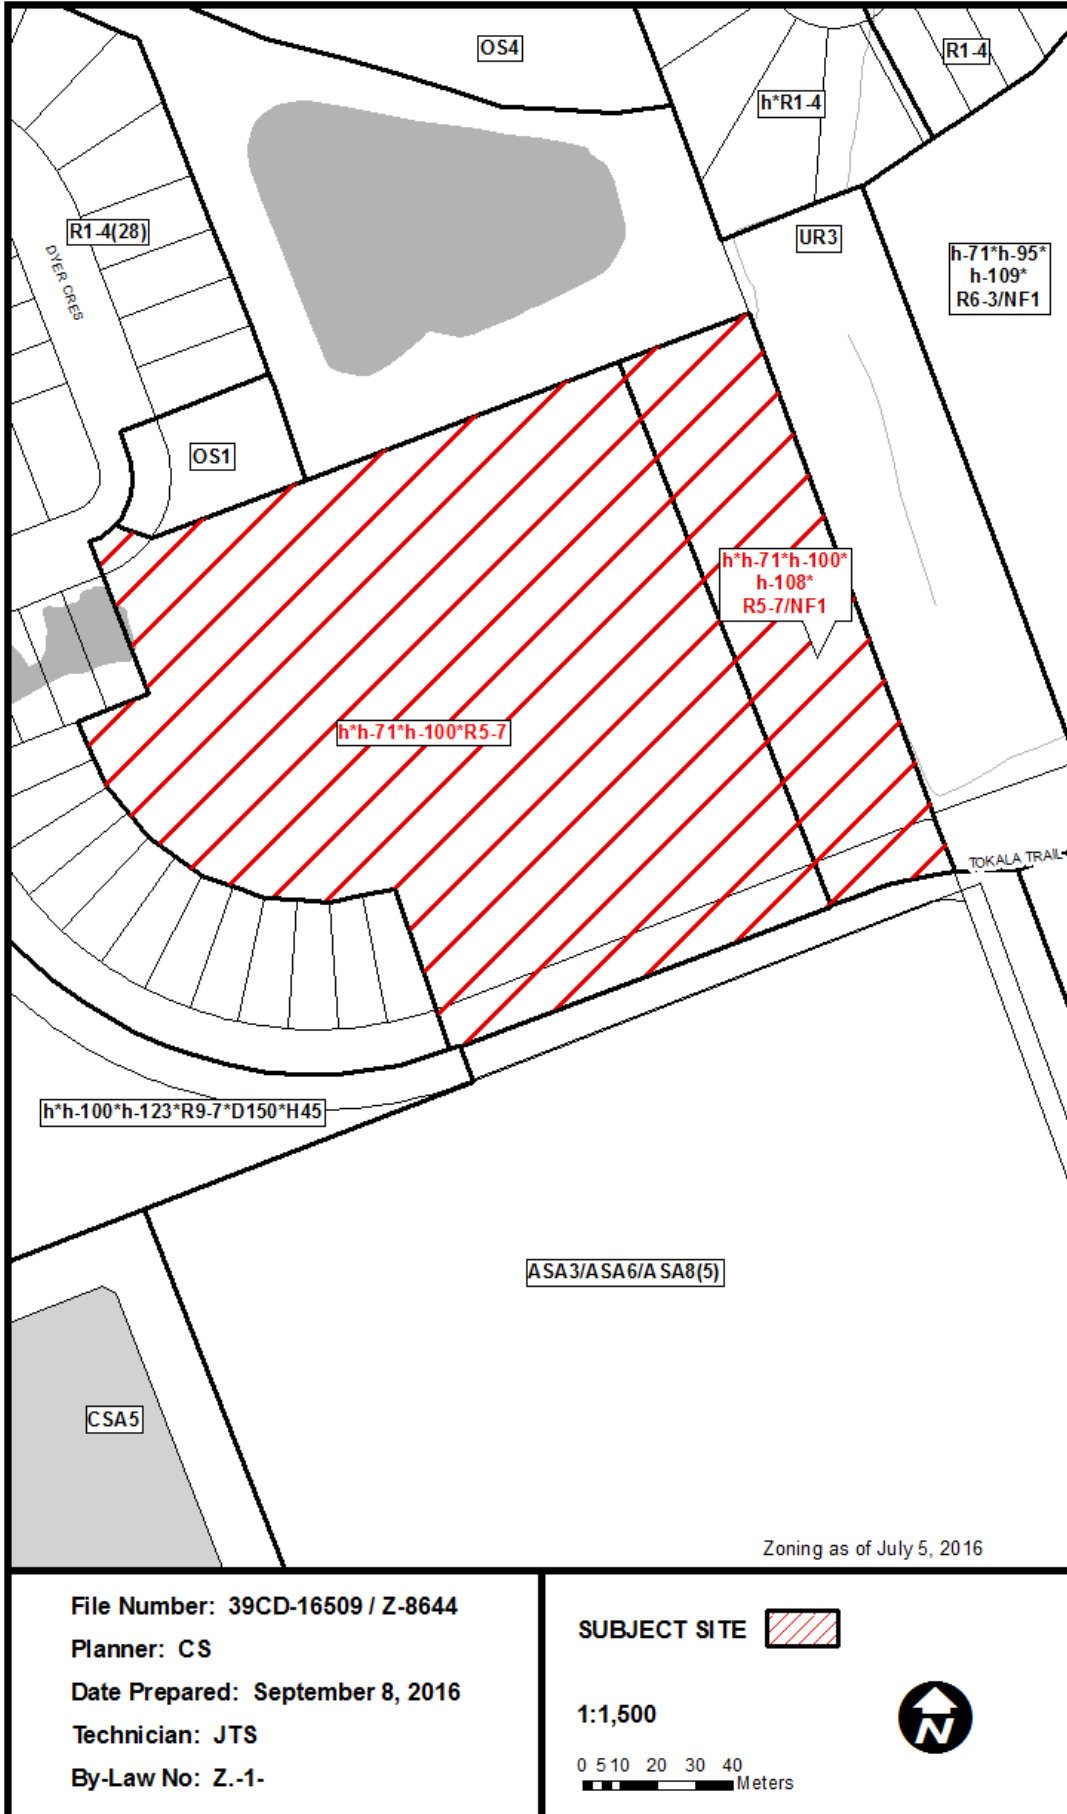 OS4
R1-4
h*R1-4
R1-4(28)
DYER CRES
UR3
h-71*h-95*
h-109*
R6-3/NF1
OS1
h*h-71*h-100*
h-108*
R5-7/NF1
h*h-71*h-100*R5-7
TOKALA TRAIL
h*h-100*h-123*R9-7*D150*H45
ASA3/ASA6/ASA8(5)
CSA5
Zoning as of July 5, 2016
File Number: 39CD-16509 / Z-8644
Planner: CS
Date Prepared: September 8, 2016
Technician: JTS
By-Law No: Z.-1-
SUBJECT SITE
1:1,500
N
0 5 10 20 30 40
Meters